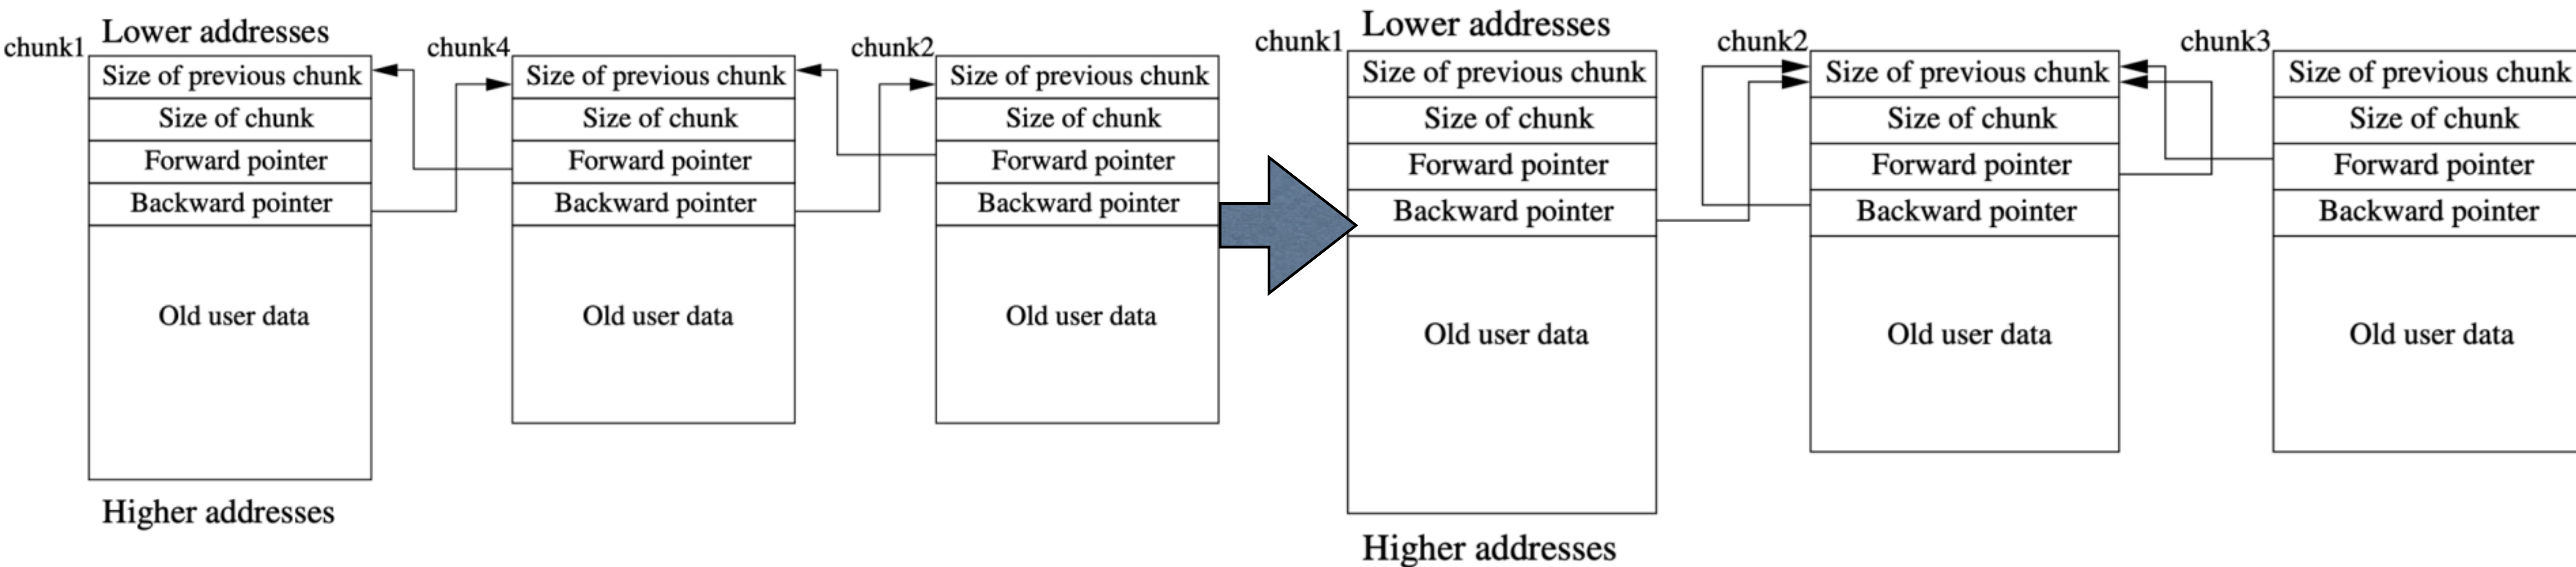 Lower addresses
chunk1
Size of previous chunk
Size of chunk
Forward pointer
Backward pointer
Old user data
Higher addresses
chunk4
Size of previous chunk
Size of chunk
Forward pointer
Backward pointer
Old user data
chunk2
Size of previous chunk
Size of chunk
Forward pointer
Backward pointer
Old user data
Lower addresses
chunk1
Size of previous chunk
Size of chunk
Forward pointer
Backward pointer
Old user data
Higher addresses
chunk2
Size of previous chunk
Size of chunk
Forward pointer
Backward pointer
Old user data
chunk3
Size of previous chunk
Size of chunk
Forward pointer
Backward pointer
Old user data